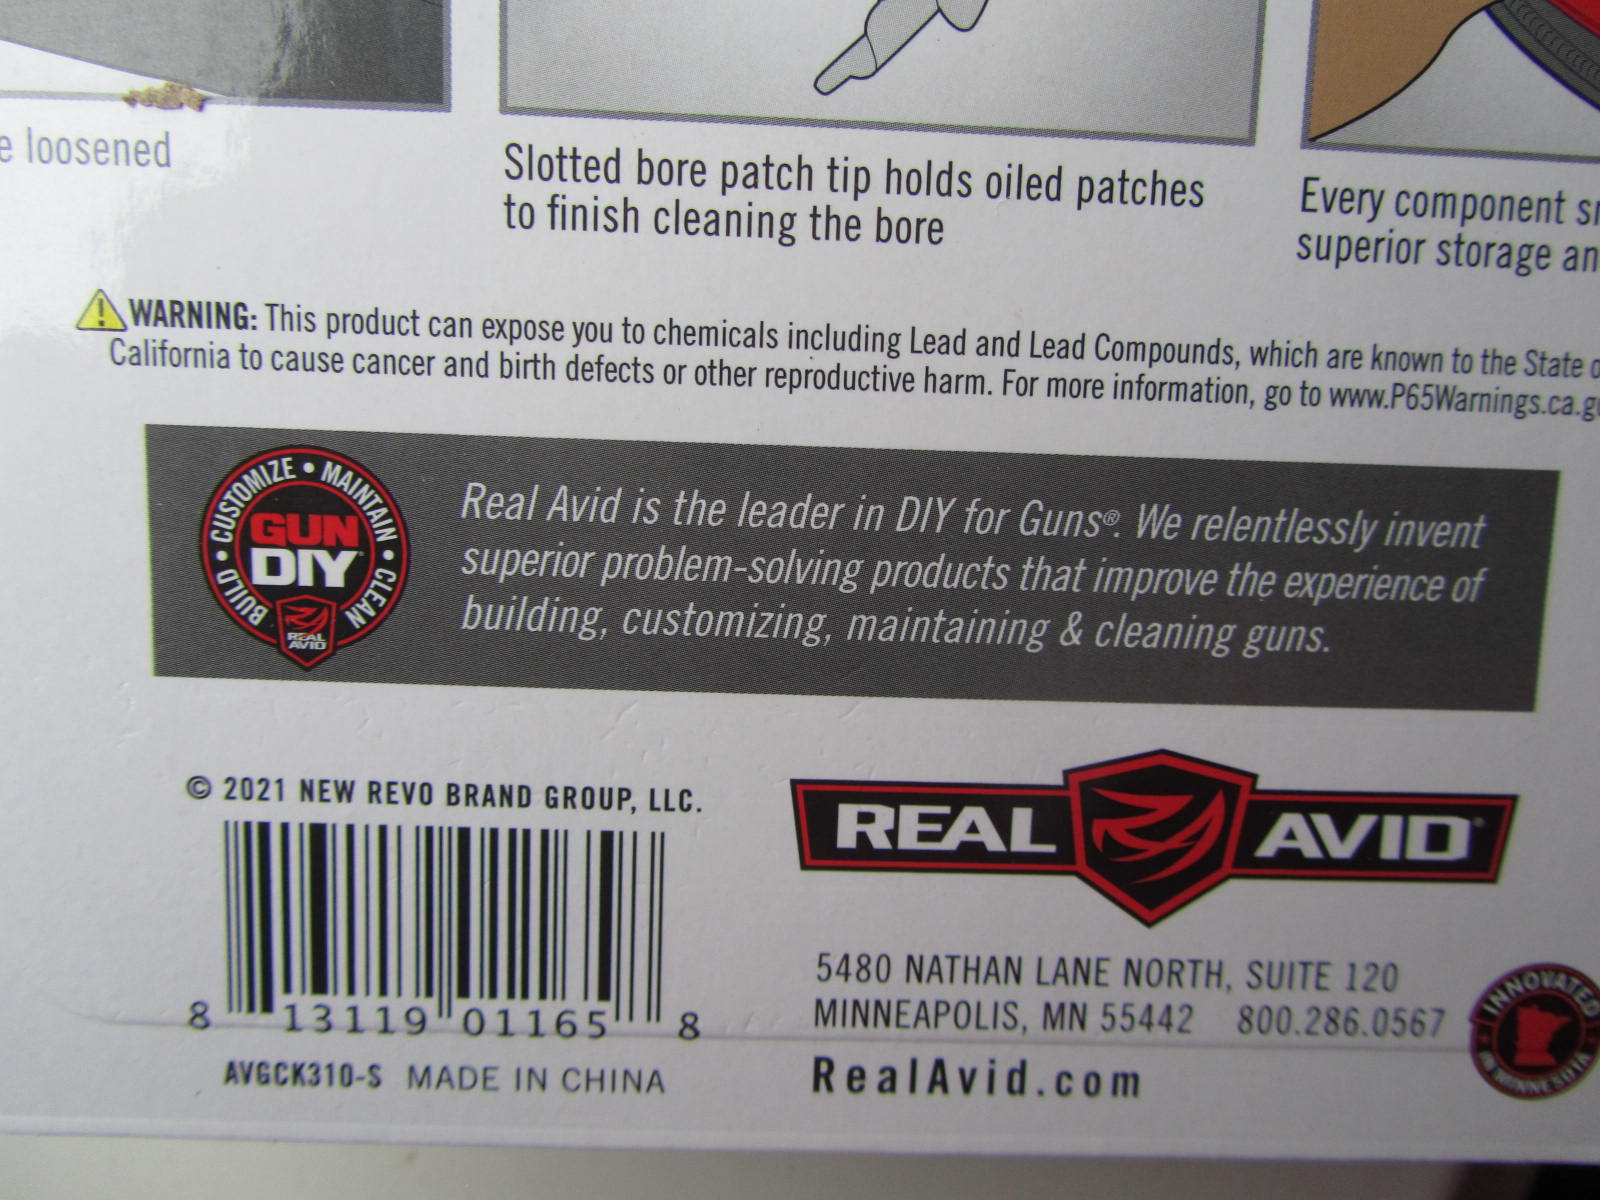 e loosened
Slotted bore patch tip holds oiled patches
to finish cleaning the bore
Every component
superior storage
WARNING: This product can expose you to chemicals including Lead and Lead Compounds, which are known to the State
California to cause cancer and birth defects or other reproductive harm. For more information, go to www.P65Warnings.ca.g
BUILD • CUSTOMIZE • MAINTAIN • CLEAN
GUN
DIY
REAL
AVID
Real Avid is the leader in DIY for Guns®. We relentlessly invent
superior problem-solving products that improve the experience of
building, customizing, maintaining & cleaning guns.
© 2021 NEW REVO BRAND GROUP, LLC.
8 13119 01165 8
AVGCK310-S MADE IN CHINA
REAL AVID
5480 NATHAN LANE NORTH, SUITE 120
MINNEAPOLIS, MN 55442 800.286.0567
RealAvid.com
INNOVATED
IN MINNESOTA